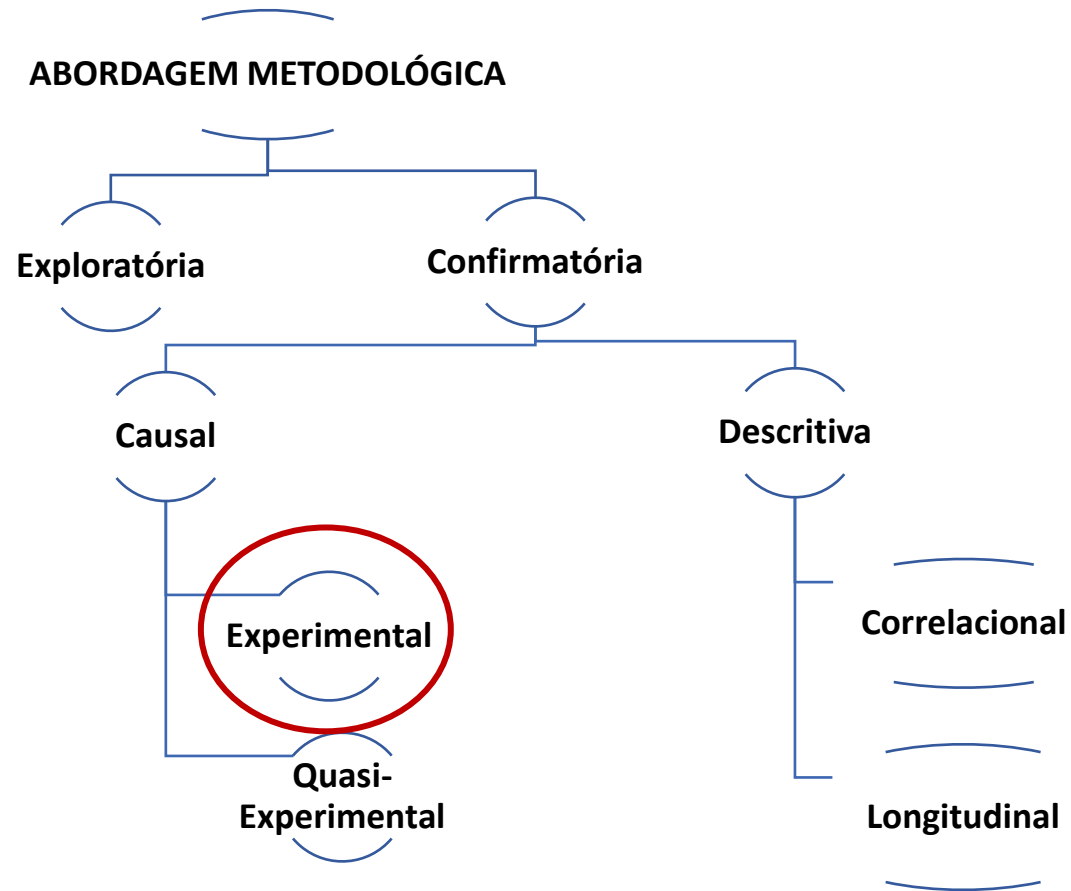 ABORDAGEM METODOLÓGICA
Exploratória
Confirmatória
Causal
Descritiva
Experimental
Correlacional
Quasi-
Experimental
Longitudinal